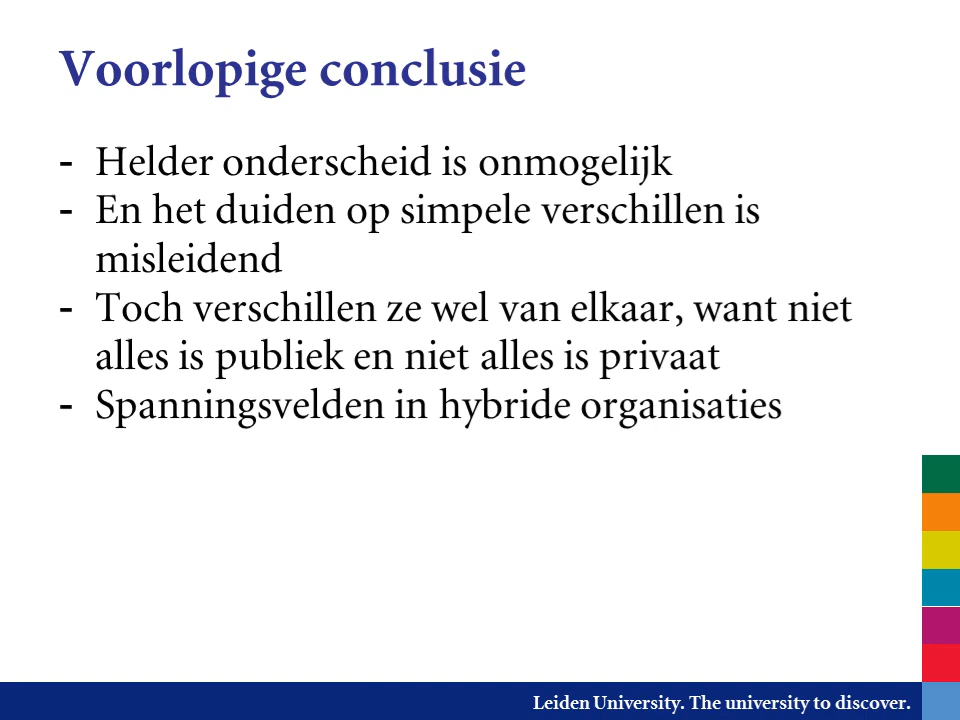 Voorlopige conclusie
- Helder onderscheid is onmogelijk
- En het duiden op simpele verschillen is
misleidend
- Toch verschillen ze wel van elkaar, want niet
alles is publiek en niet alles is privaat
- Spanningsvelden in hybride organisaties
Leiden University. The university to discover.